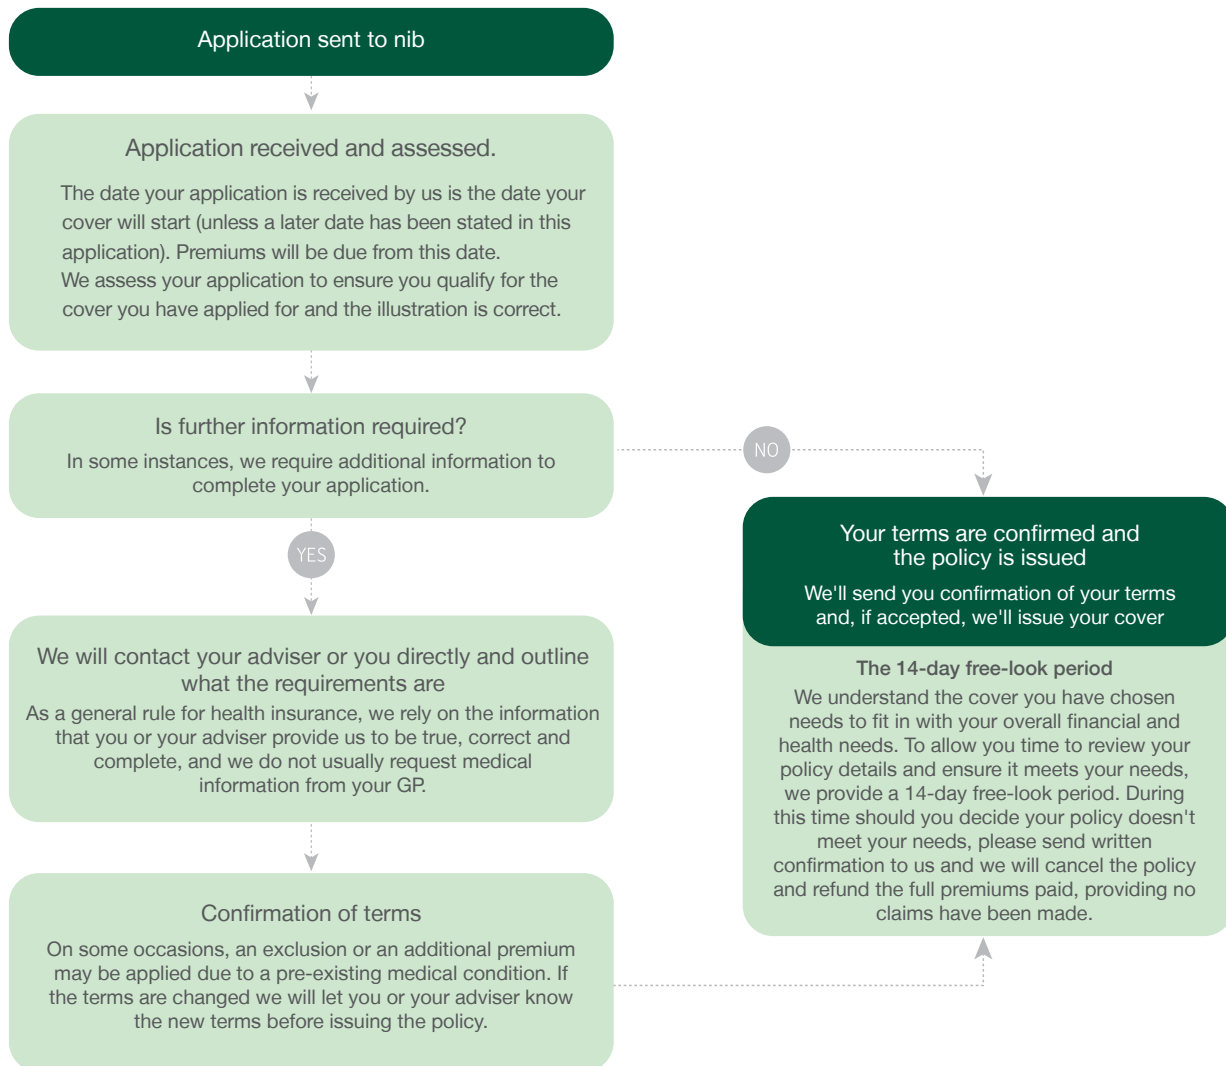 Application sent to nib
Application received and assessed.
The date your application is received by us is the date your
cover will start (unless a later date has been stated in this
application). Premiums will be due from this date.
We assess your application to ensure you qualify for the
cover you have applied for and the illustration is correct.
Is further information required?
In some instances, we require additional information to
complete your application.
NO
YES
We will contact your adviser or you directly and outline
what the requirements are
As a general rule for health insurance, we rely on the information
that you or your adviser provide us to be true, correct and
complete, and we do not usually request medical
information from your GP.
Confirmation of terms
On some occasions, an exclusion or an additional premium
may be applied due to a pre-existing medical condition. If
the terms are changed we will let you or your adviser know
the new terms before issuing the policy.
Your terms are confirmed and
the policy is issued
We'll send you confirmation of your terms
and, if accepted, we'll issue your cover
The 14-day free-look period
We understand the cover you have chosen
needs to fit in with your overall financial and
health needs. To allow you time to review your
policy details and ensure it meets your needs,
we provide a 14-day free-look period. During
this time should you decide your policy doesn't
meet your needs, please send written
confirmation to us and we will cancel the policy
and refund the full premiums paid, providing no
claims have been made.